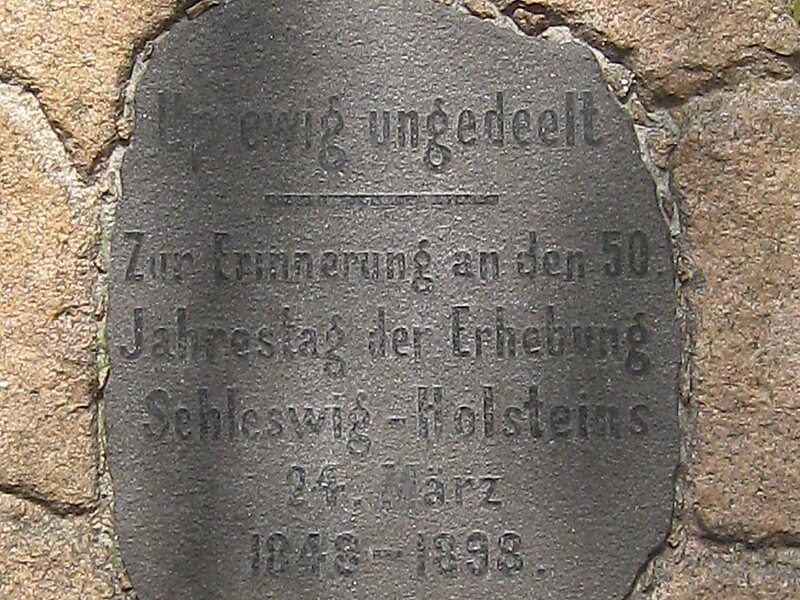 Up ewig ungedeelt
Zur Erinnerung an den 50.
Jahrestag der Erhebung
Schleswig-Holsteins
24. März
1848-1898.